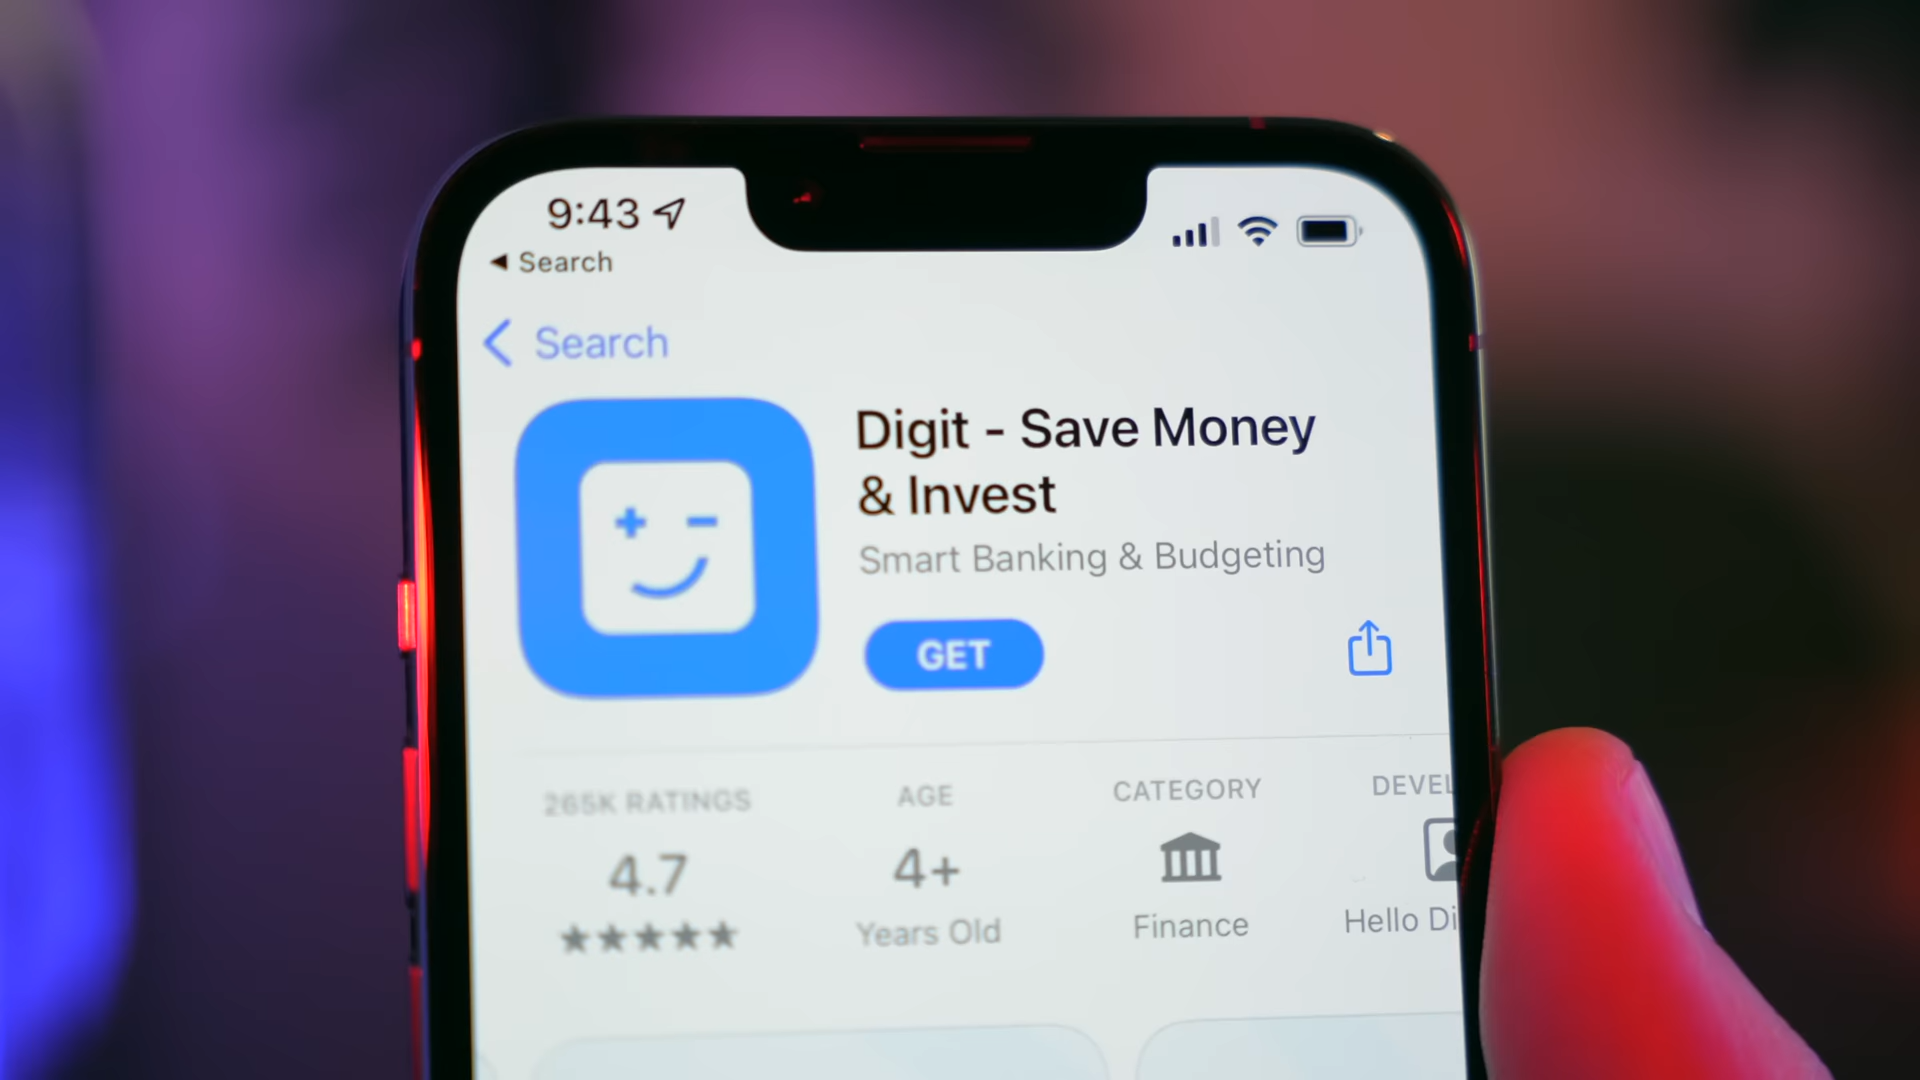 9:43
Search
Search
Digit - Save Money
& Invest
Smart Banking & Budgeting
GET
265K RATINGS
AGE
CATEGORY
DEVEL
4.7
4+
Years Old
Finance
Hello Di